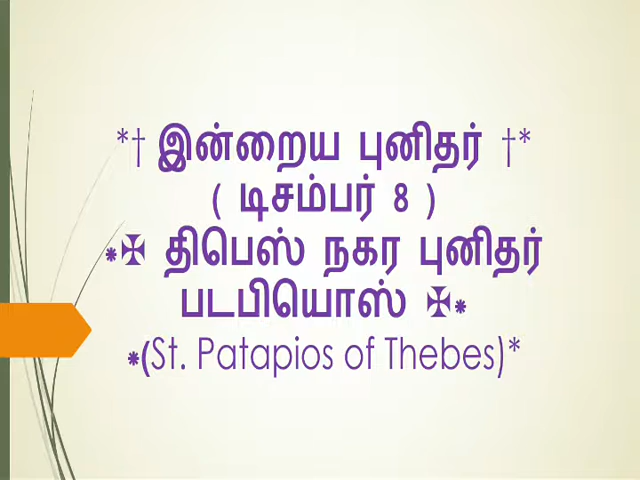 *† இன்றைய புனிதர் †*
( டிசம்பர் 8 )
⁕✠ திபெஸ் நகர புனிதர்
படபியொஸ் ✠⁕
⁕(St. Patapios of Thebes)*